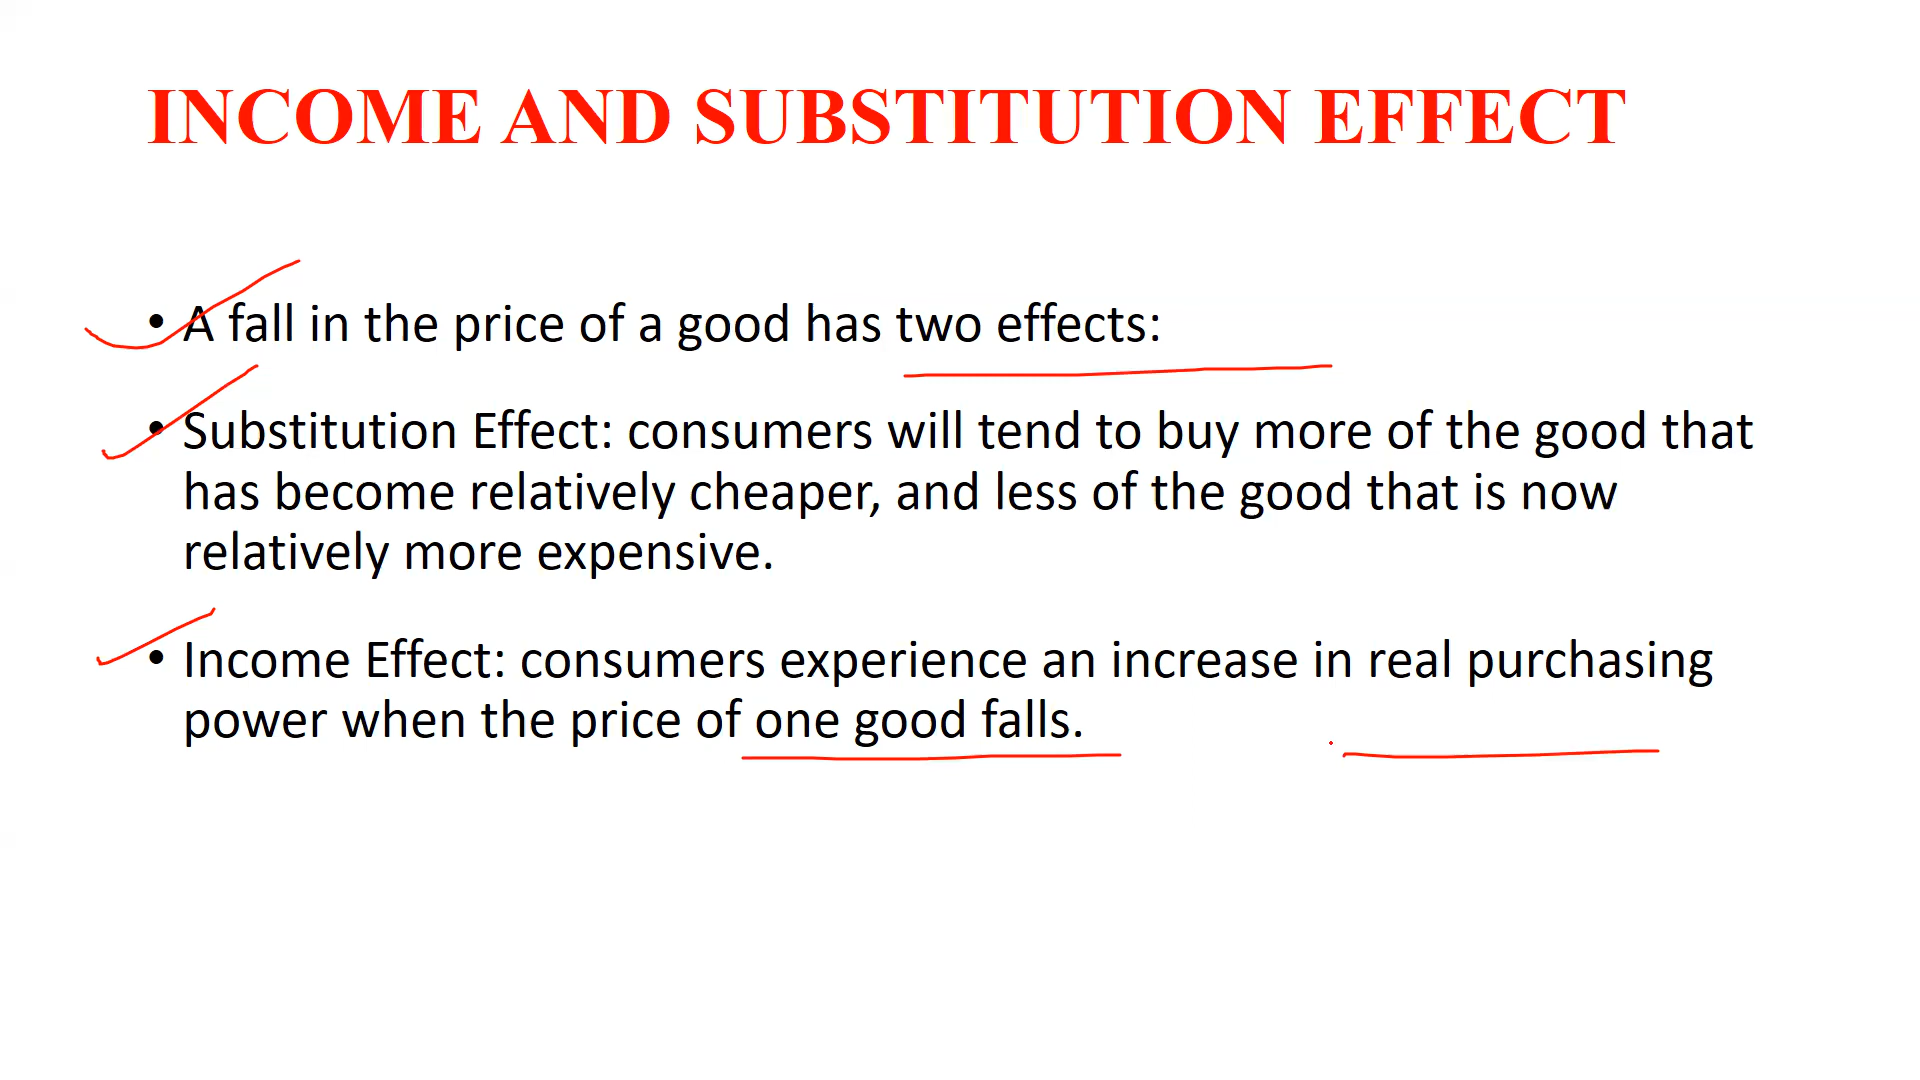 INCOME AND SUBSTITUTION EFFECT
• A fall in the price of a good has two effects:
• Substitution Effect: consumers will tend to buy more of the good that
has become relatively cheaper, and less of the good that is now
relatively more expensive.
• Income Effect: consumers experience an increase in real purchasing
power when the price of one good falls.